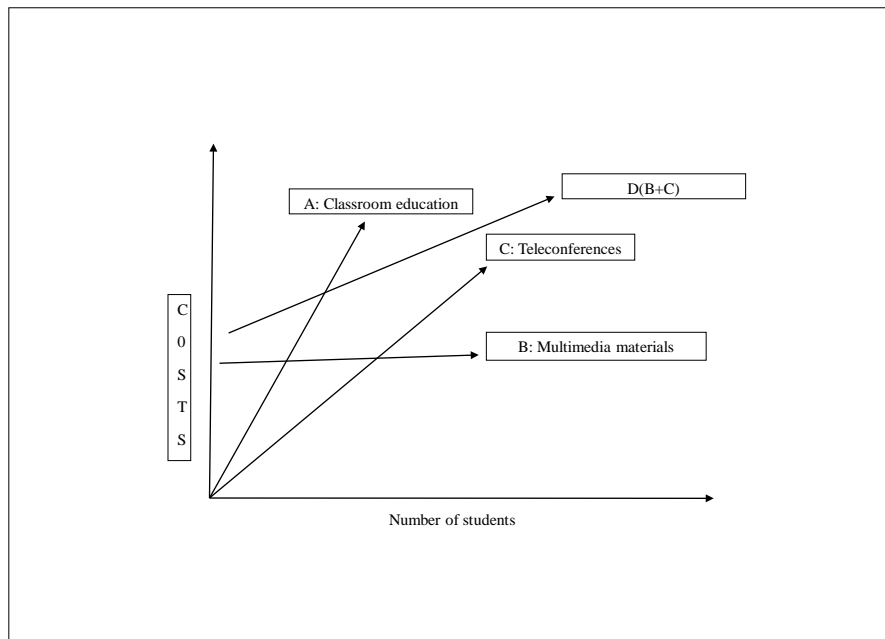 D(B+C)
A: Classroom education
C: Teleconferences
C
0
S
T
S
B: Multimedia materials
Number of students